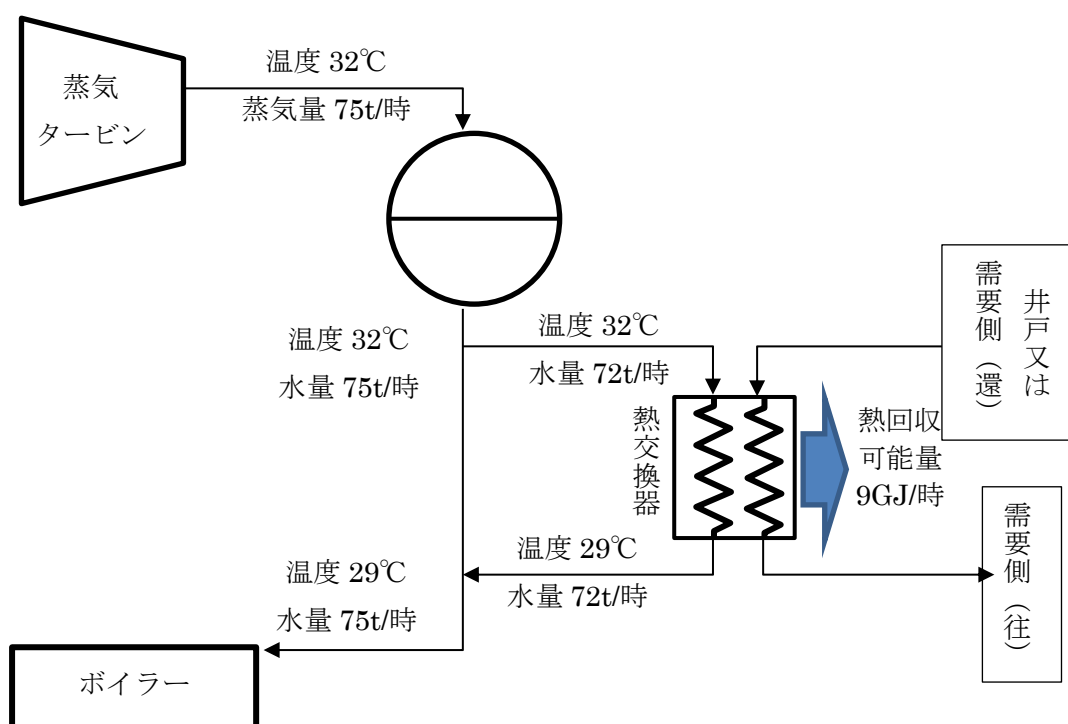 蒸気
タービン
温度 32℃
蒸気量 75t/時
温度 32℃
水量 75t/時
温度 32℃
水量 72t/時
井戸又は
需要側（還）
熱交換器
熱回収
可能量
9GJ/時
温度 29℃
水量 72t/時
需要側（往）
温度 29℃
水量 75t/時
ボイラー